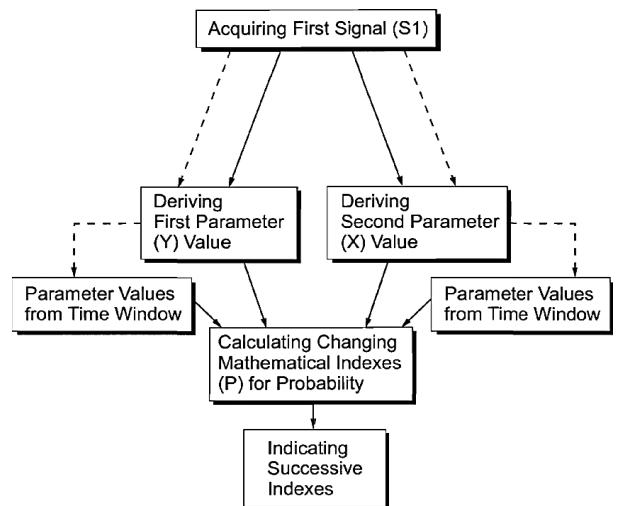 Acquiring First Signal (S1)
Deriving
First Parameter
(Y) Value
Deriving
Second Parameter
(X) Value
Parameter Values
from Time Window
Parameter Values
from Time Window
Calculating Changing
Mathematical Indexes
(P) for Probability
Indicating
Successive
Indexes